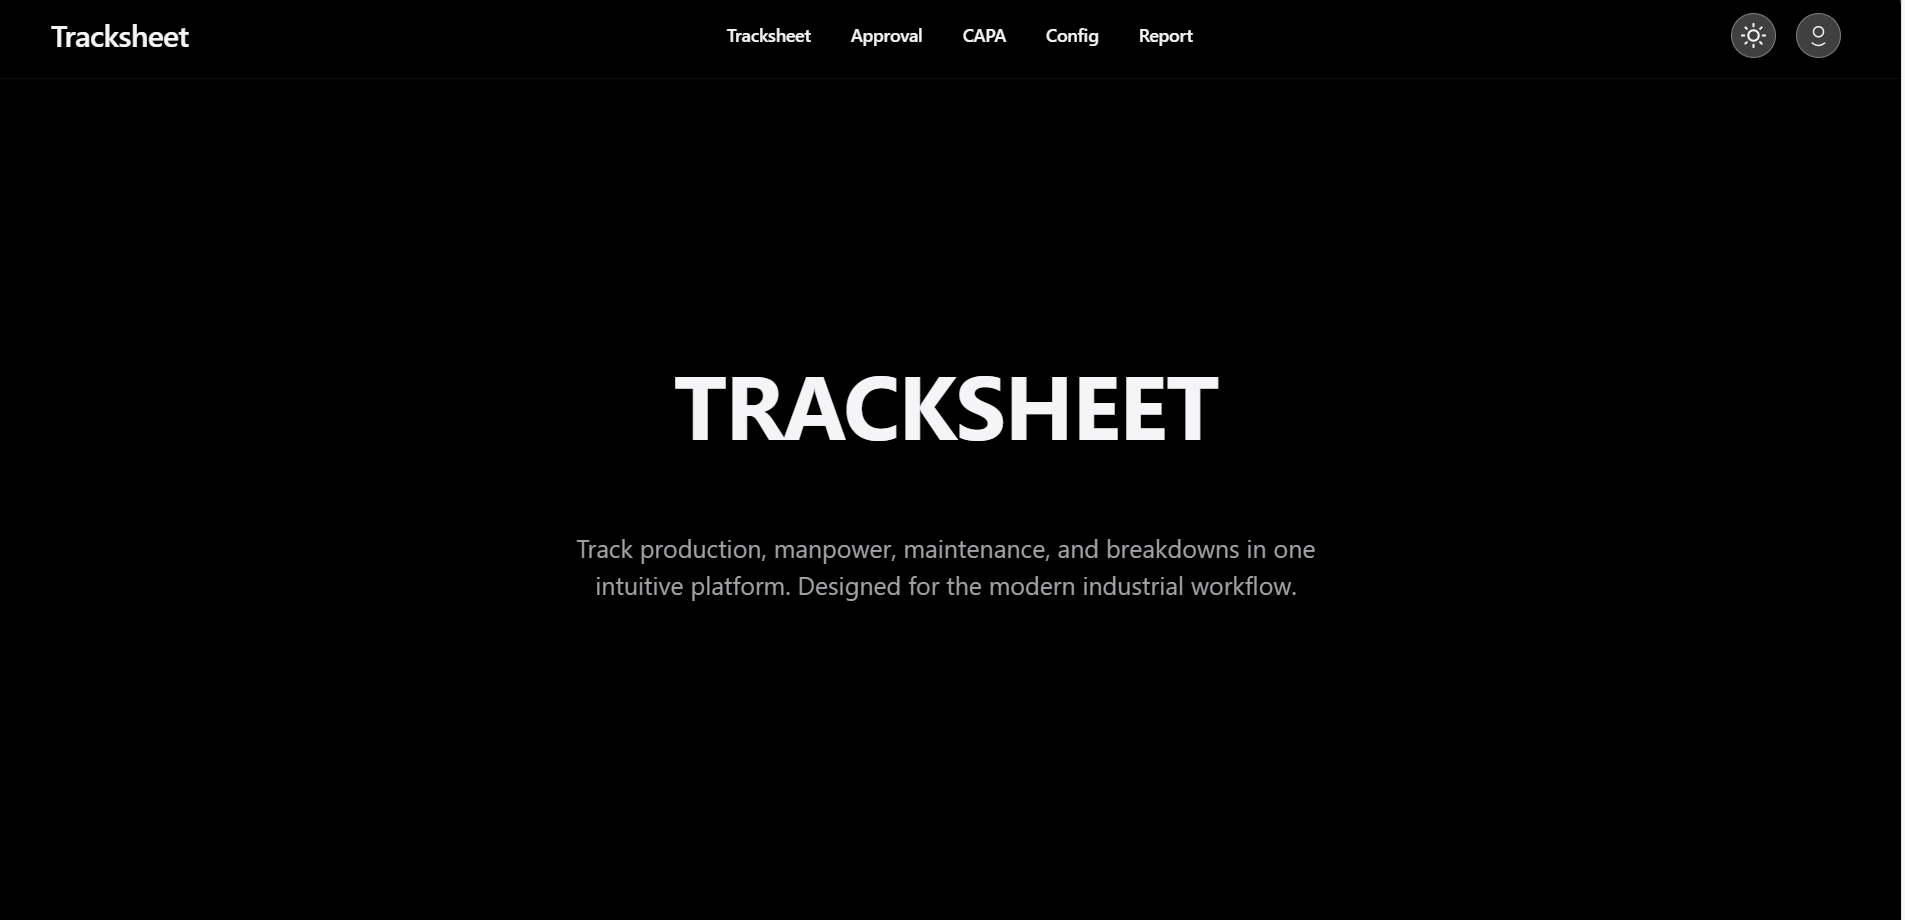 Tracksheet
Tracksheet Approval CAPA Config Report
TRACKSHEET
Track production, manpower, maintenance, and breakdowns in one
intuitive platform. Designed for the modern industrial workflow.